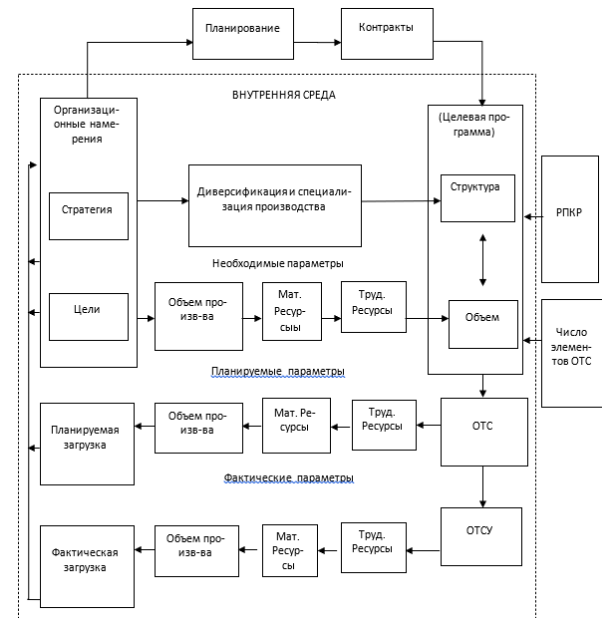 Планирование
Контракты
ВНУТРЕННЯЯ СРЕДА
Организаци-
онные наме-
рения
(Целевая про-
грамма)
Диверсификация и специали-
зация производства
Стратегия
Структура
РПКР
Необходимые параметры
Цели
Объем про-
изв-ва
Мат.
Ресур-
сыы
Труд.
Ресурсы
Объем
Число
элемен-
тов ОТС
Планируемые параметры
Планируемая
загрузка
Объем про-
изв-ва
Мат. Ре-
сурсы
Труд.
Ресурсы
ОТС
Фактические параметры
Фактическая
загрузка
Объем про-
изв-ва
Мат.
Ресур-
сы
Труд.
Ресурсы
ОТСУ